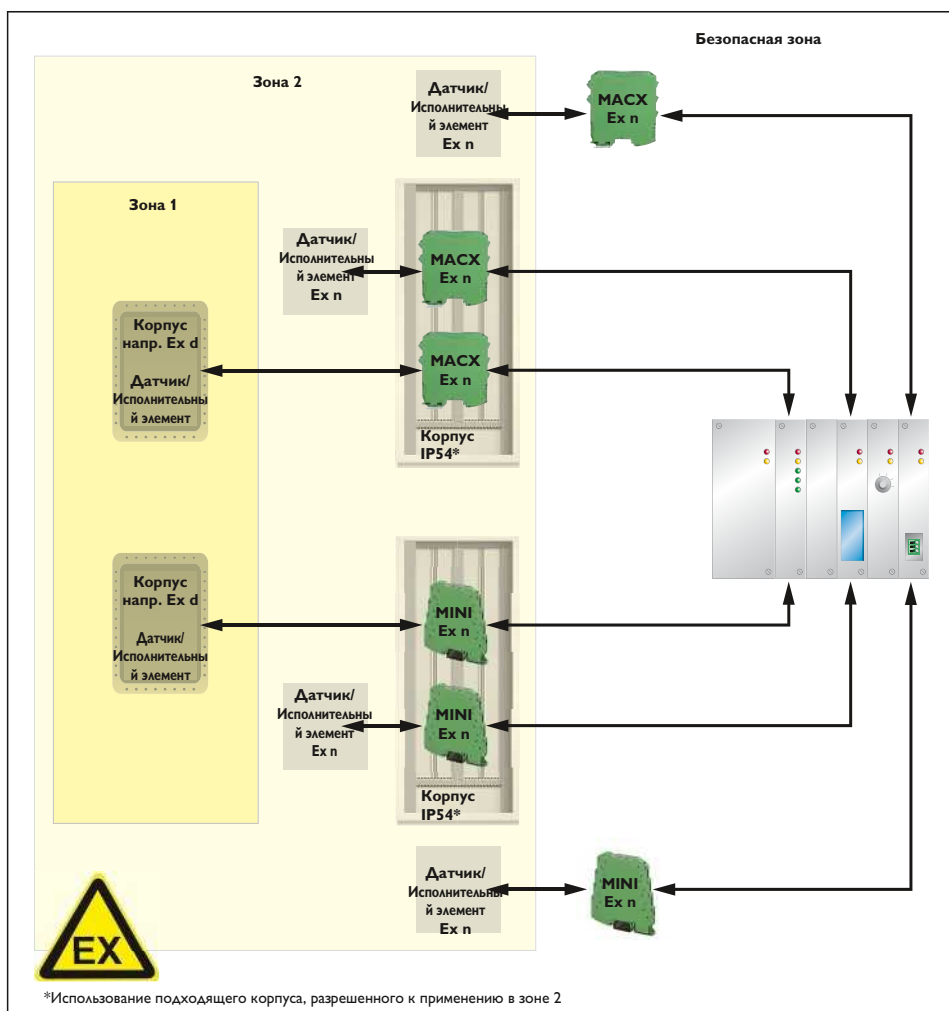 Безопасная зона
Зона 2
Датчик/
Исполнительны
й элемент
Ex n
MACX
Ex n
Зона 1
Датчик/
Исполнительны
й элемент
Ex n
MACX
Ex n
Корпус
напр. Ex d
Датчик/
Исполнительны
й элемент
MACX
Ex n
Корпус
IP54*
Корпус
напр. Ex d
Датчик/
Исполнительны
й элемент
MINI
Ex n
Датчик/
Исполнительны
й элемент
Ex n
MINI
Ex n
Корпус
IP54*
Датчик/
Исполнительны
й элемент
Ex n
MINI
Ex n
EX
*Использование подходящего корпуса, разрешенного к применению в зоне 2